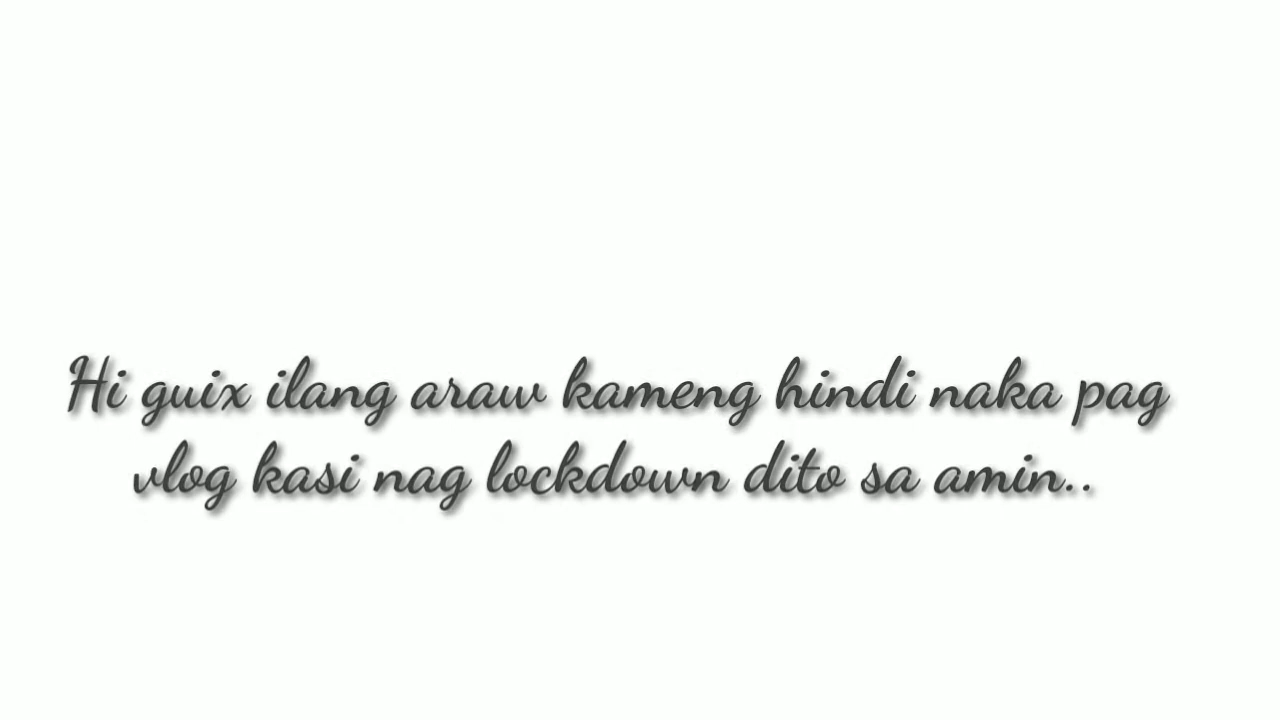 Hi guix ilang araw kameng hindi naka pag
vlog kasi nag lockdown dito sa amin..